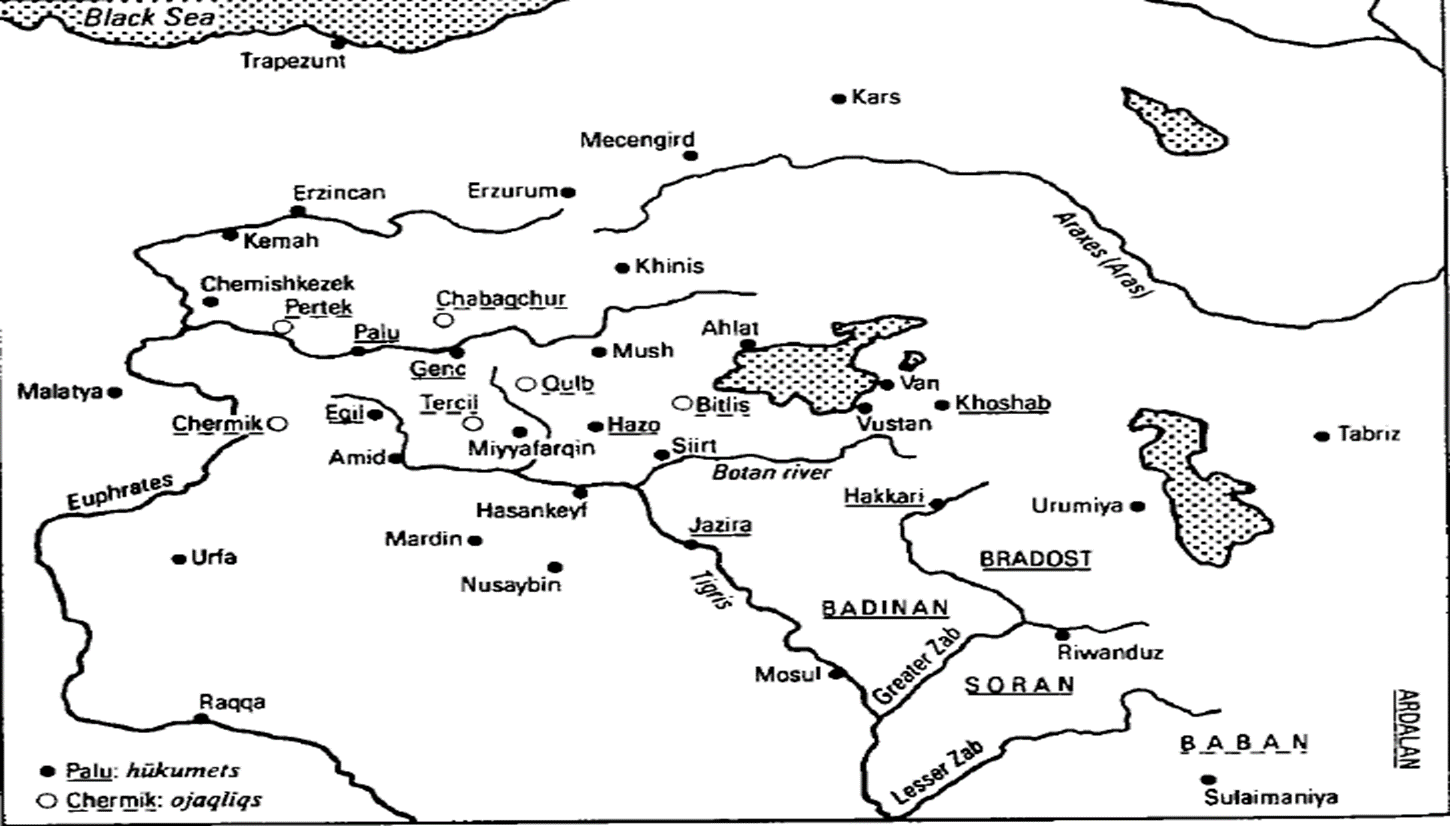 Black Sea
Trapezunt
Kars
Mecengird
Erzincan
Erzurum
Kemah
Araxes (Aras)
Khinis
Chemishkezek
Pertek
Chabaqchur
Palu
Ahlat
Genc
Mush
Malatya
Qulb
Van
Chermik
Egil
Tercil
Bitlis
Khoshab
Hazo
Vustan
Tabriz
Amid
Miyyafarqin
Siirt
Botan river
Euphrates
Hasankeyf
Hakkari
Urumiya
Jazira
Mardin
Urfa
Nusaybin
Tigris
BRADOST
BADINAN
Greater Zab
Riwanduz
Mosul
SORAN
Raqqa
ARDALAN
BABAN
Lesser Zab
Sulaimaniya
Palu: hükumets
Chermik: ojaqliqs